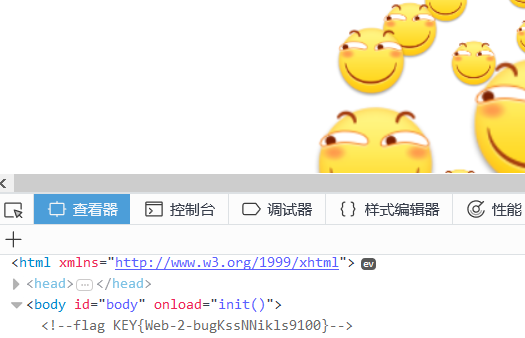 查看器 控制台 调试器 {} 样式编辑器 性能
<html xmlns="http://www.w3.org/1999/xhtml"> ev
<head>…</head>
<body id="body" onload="init()">
<!--flag KEY{Web-2-bugKssNNikls9100}-->